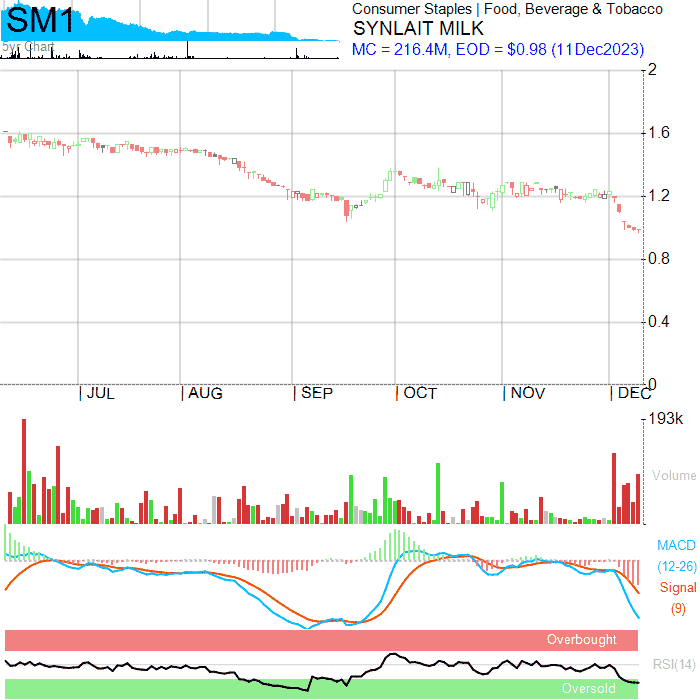 SM1
5yr Chart
Consumer Staples | Food, Beverage & Tobacco
SYNLAIT MILK
MC = 216.4M, EOD = $0.98 (11Dec2023)
2
1.6
1.2
0.8
0.4
0
JUL AUG SEP OCT NOV DEC
193k
Volume
MACD
(12-26)
Signal
(9)
Overbought
RSI(14)
Oversold